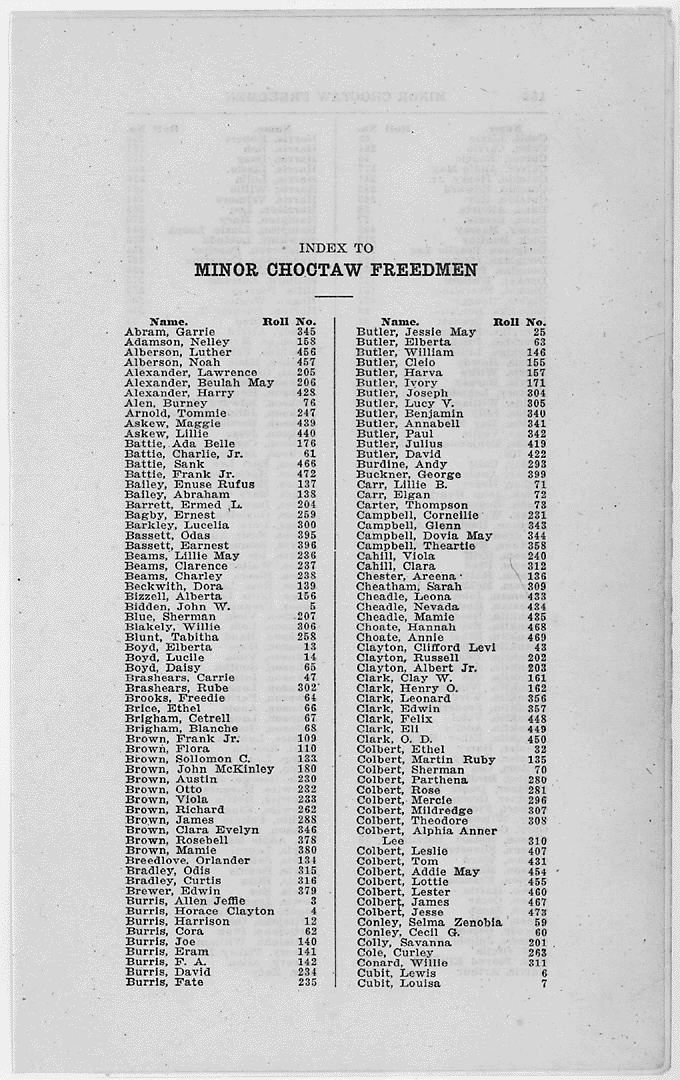 INDEX TO
MINOR CHOCTAW FREEDMEN
Name. Roll No.
Abram, Garrie 345
Adamson, Nelley 158
Alberson, Luther 456
Alberson, Noah 457
Alexander, Lawrence 205
Alexander, Beulah May 206
Alexander, Harry 428
Alen, Burney 76
Arnold, Tommie 247
Askew, Maggie 439
Askew, Lillie 440
Battie, Ada Belle 176
Battie, Charlie, Jr. 61
Battie, Sank 466
Battie, Frank Jr. 472
Bailey, Enuse Rufus 137
Bailey, Abraham 138
Barrett, Ermed L. 204
Bagby, Ernest 259
Barkley, Lucelia 300
Bassett, Odas 395
Bassett, Earnest 396
Beams, Lillie May 236
Beams, Clarence 237
Beams, Charley 238
Beckwith, Dora 139
Bizzell, Alberta 156
Bidden, John W. 5
Blue, Sherman 207
Blakely, Willie 306
Blunt, Tabitha 258
Boyd, Elberta 13
Boyd, Lucile 14
Boyd, Daisy 65
Brashears, Carrie 47
Brashears, Rube 302
Brooks, Freedie 64
Brice, Ethel 66
Brigham, Cetrell 67
Brigham, Blanche 68
Brown, Frank Jr. 109
Brown, Flora 110
Brown, Sollomon C. 133
Brown, John McKinley 180
Brown, Austin 230
Brown, Otto 232
Brown, Viola 233
Brown, Richard 262
Brown, James 288
Brown, Clara Evelyn 346
Brown, Rosebell 378
Brown, Mamie 380
Breedlove, Orlander 134
Bradley, Odis 315
Bradley, Curtis 316
Brewer, Edwin 379
Burris, Allen Jeffie 3
Burris, Horace Clayton 4
Burris, Harrison 12
Burris, Cora 62
Burris, Joe 140
Burris, Eram 141
Burris, F. A. 142
Burris, David 234
Burris, Fate 235
Name. Roll No.
Butler, Jessie May 25
Butler, Elberta 63
Butler, William 146
Butler, Cleio 155
Butler, Harva 157
Butler, Ivory 171
Butler, Joseph 304
Butler, Lucy V. 305
Butler, Benjamin 340
Butler, Annabell 341
Butler, Paul 342
Butler, Julius 419
Butler, David 422
Burdine, Andy 293
Buckner, George 399
Carr, Lillie B. 71
Carr, Elgan 72
Carter, Thompson 73
Campbell, Cornellie 231
Campbell, Glenn 343
Campbell, Dovia May 344
Campbell, Theartie 358
Cahill, Viola 240
Cahill, Clara 312
Chester, Areena 136
Cheatham, Sarah 309
Cheadle, Leona 433
Cheadle, Nevada 434
Cheadle, Mamie 435
Choate, Hannah 468
Choate, Annie 469
Clayton, Clifford Levi 43
Clayton, Russell 202
Clayton, Albert Jr. 203
Clark, Clay W. 161
Clark, Henry O. 162
Clark, Leonard 356
Clark, Edwin 357
Clark, Felix 448
Clark, Eli 449
Clark, O. D. 450
Colbert, Ethel 32
Colbert, Martin Ruby 135
Colbert, Sherman 70
Colbert, Parthena 280
Colbert, Rose 281
Colbert, Mercie 296
Colbert, Mildredge 307
Colbert, Theodore 308
Colbert, Alphia Anner
Lee 310
Colbert, Leslie 407
Colbert, Tom 431
Colbert, Addie May 454
Colbert, Lottie 455
Colbert, Lester 460
Colbert, James 467
Colbert, Jesse 473
Conley, Selma Zenobia 59
Conley, Cecil G. 60
Colly, Savanna 201
Cole, Curley 263
Conard, Willie 311
Cubit, Lewis 6
Cubit, Louisa 7